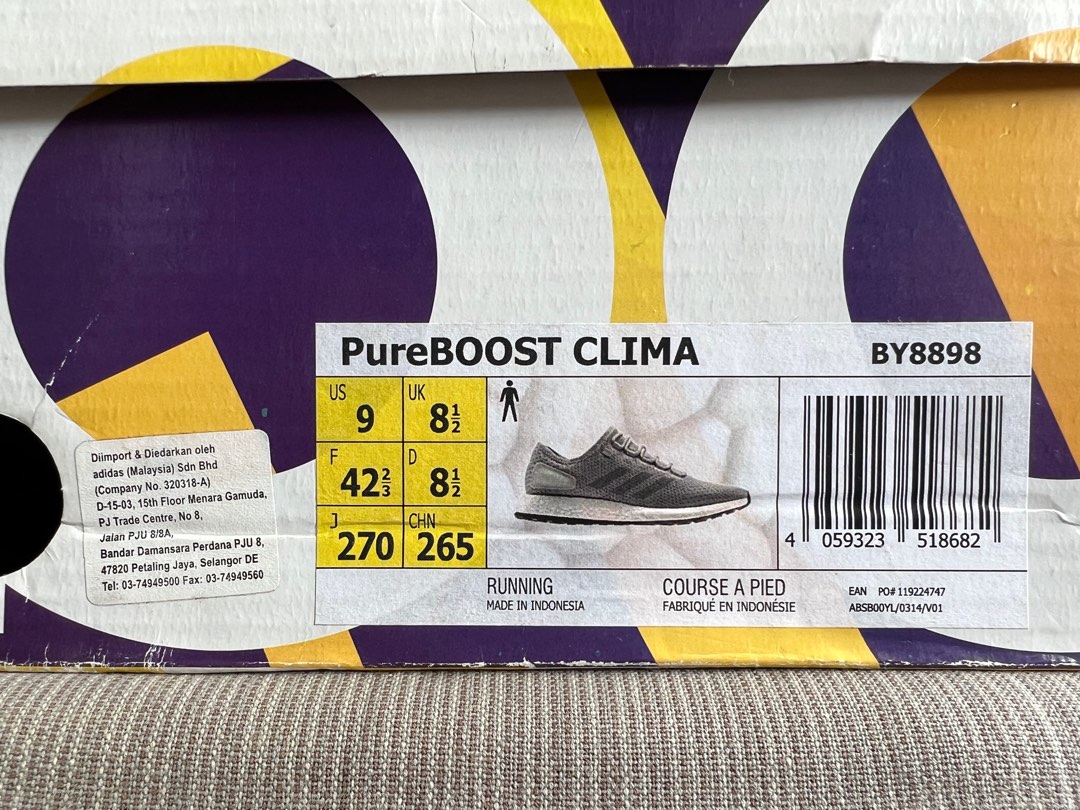 PureBOOST CLIMA BY8898
US 9 UK 8½
F 42⅔ D 8½
J 270 CHN 265
4 059323 518682
RUNNING COURSE A PIED
MADE IN INDONESIA FABRIQUÉ EN INDONÉSIE
EAN PO# 119224747
ABSB00YL/0314/V01
Diimport & Diedarkan oleh
adidas (Malaysia) Sdn Bhd
(Company No. 320318-A)
D-15-03, 15th Floor Menara Gamuda,
PJ Trade Centre, No 8,
Jalan PJU 8/8A,
Bandar Damansara Perdana PJU 8,
47820 Petaling Jaya, Selangor DE
Tel: 03-74949500 Fax: 03-74949560